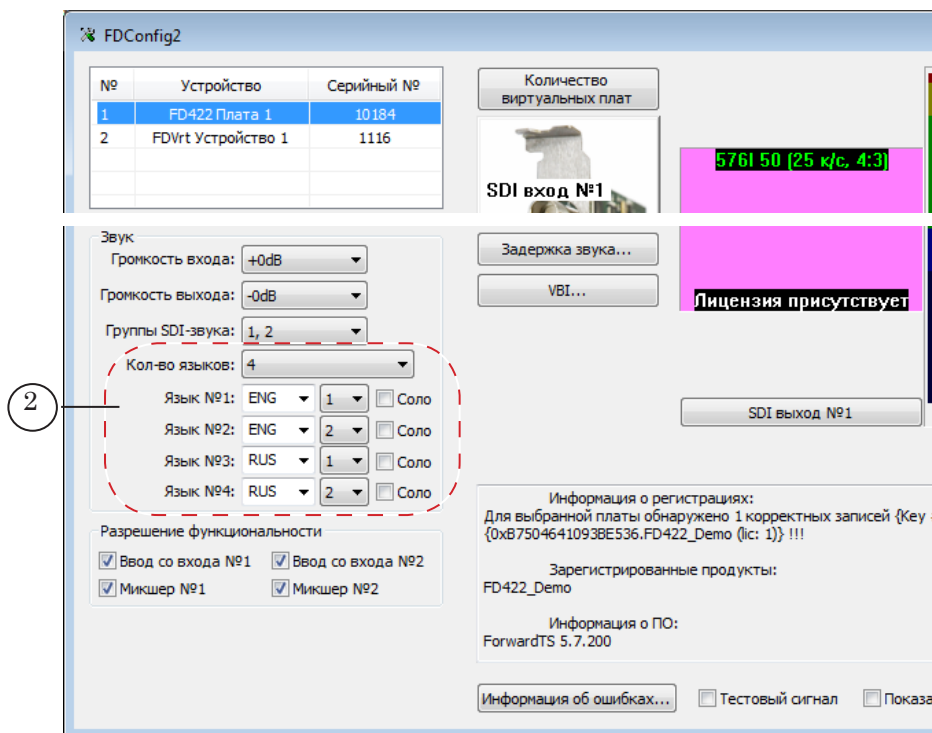 FDConfig2
№ Устройство Серийный №
1 FD422 Плата 1 10184
2 FDVrt Устройство 1 1116
Количество
виртуальных плат
SDI вход №1
576I 50 (25 к/с, 4:3)
Звук
Громкость входа: +0dB
Громкость выхода: -0dB
Группы SDI-звука: 1, 2
Кол-во языков: 4
Язык №1: ENG 1 Соло
Язык №2: ENG 2 Соло
Язык №3: RUS 1 Соло
Язык №4: RUS 2 Соло
2
Задержка звука...
VBI...
Лицензия присутствует
SDI выход №1
Разрешение функциональности
Ввод со входа №1 Ввод со входа №2
Микшер №1 Микшер №2
Информация о регистрациях:
Для выбранной платы обнаружено 1 корректных записей {Key
{0xB7504641093BE536.FD422_Demo (lic: 1)} !!!
Зарегистрированные продукты:
FD422_Demo
Информация о ПО:
ForwardTS 5.7.200
Информация об ошибках... Тестовый сигнал Показа